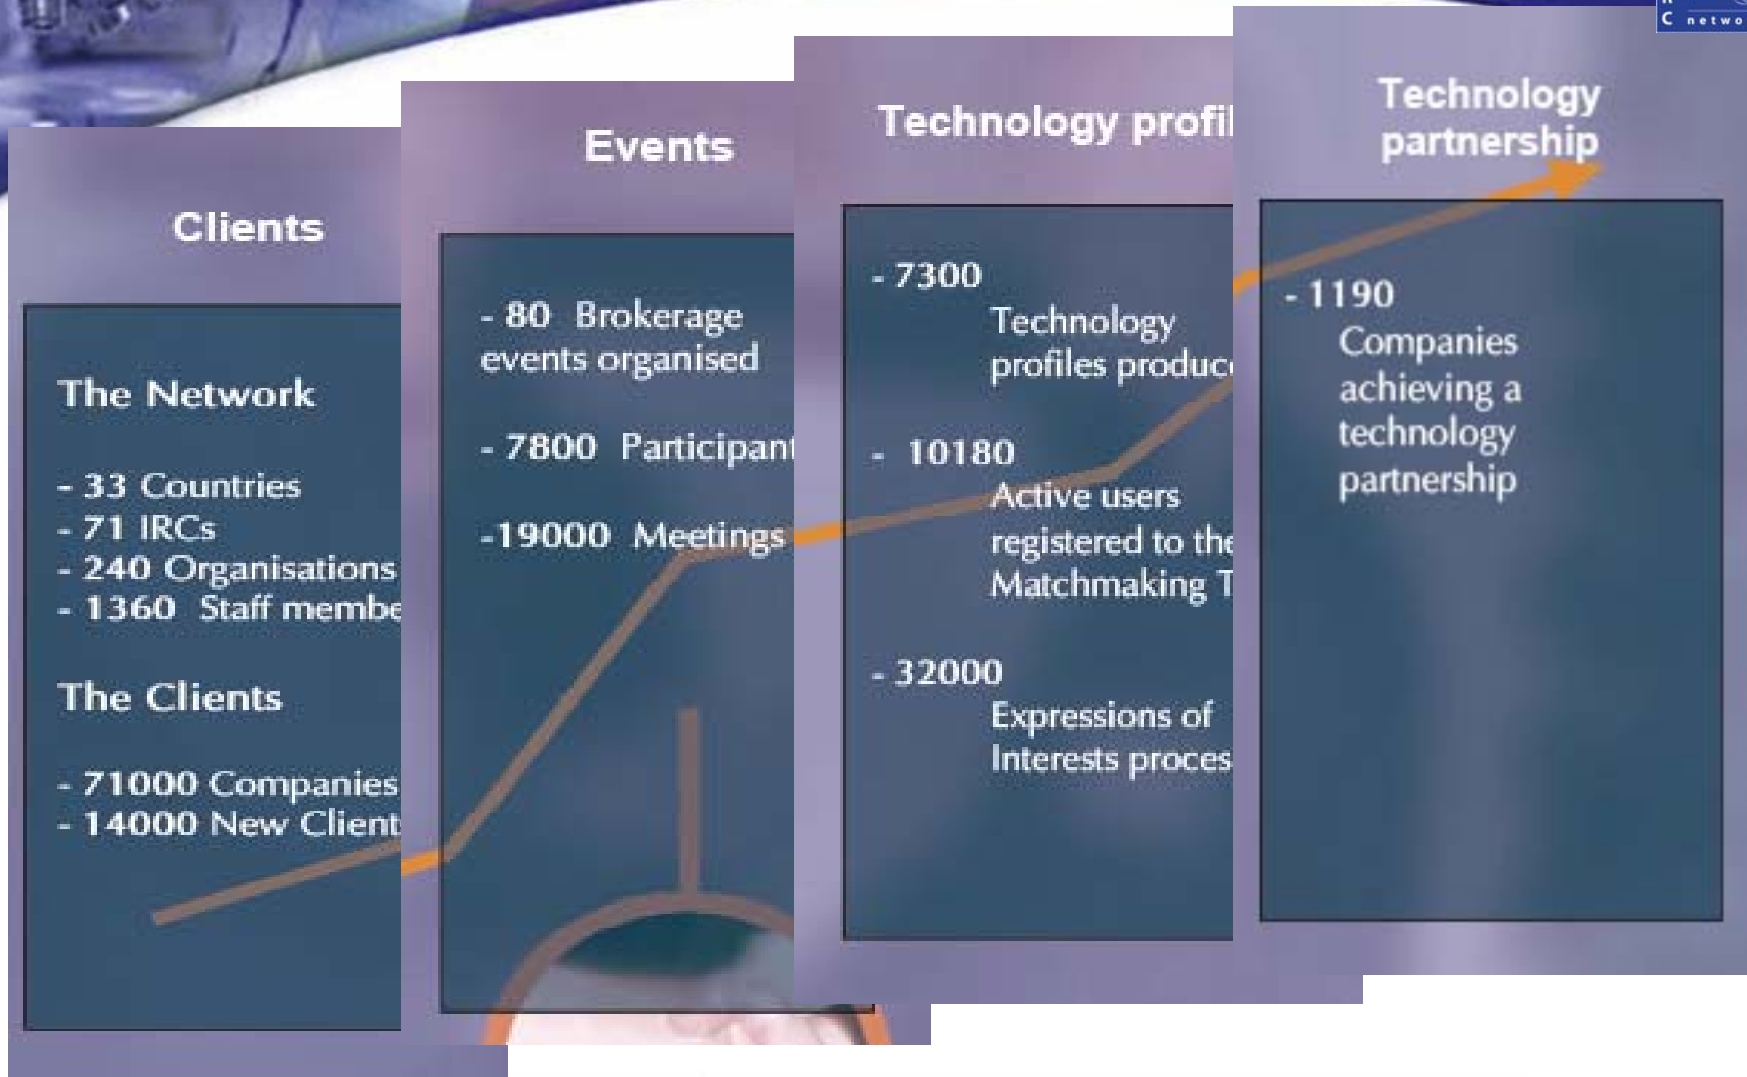 C netwo
Clients
The Network
- 33 Countries
- 71 IRCs
- 240 Organisations
- 1360 Staff membe
The Clients
- 71000 Companies
- 14000 New Client
Events
- 80 Brokerage
events organised
- 7800 Participant
-19000 Meetings
Technology profil
- 7300
Technology
profiles produc
- 10180
Active users
registered to the
Matchmaking T
- 32000
Expressions of
Interests proces
Technology
partnership
- 1190
Companies
achieving a
technology
partnership